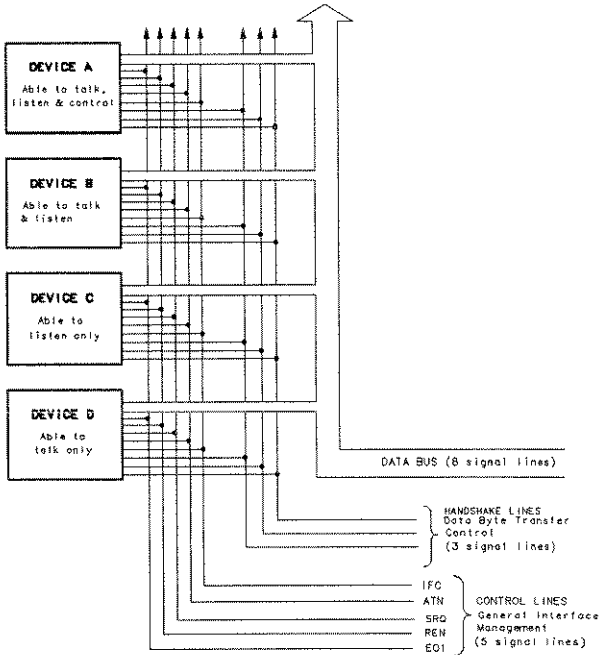 DEVICE A
Able to talk,
listen & control
DEVICE B
Able to talk
& listen
DEVICE C
Able to
listen only
DEVICE D
Able to
talk only
DATA BUS (8 signal lines)
HANDSHAKE LINES
Data Byte Transfer
Control
(3 signal lines)
IFC
ATN
SRQ
REN
EOI
CONTROL LINES
General Interface
Management
(5 signal lines)